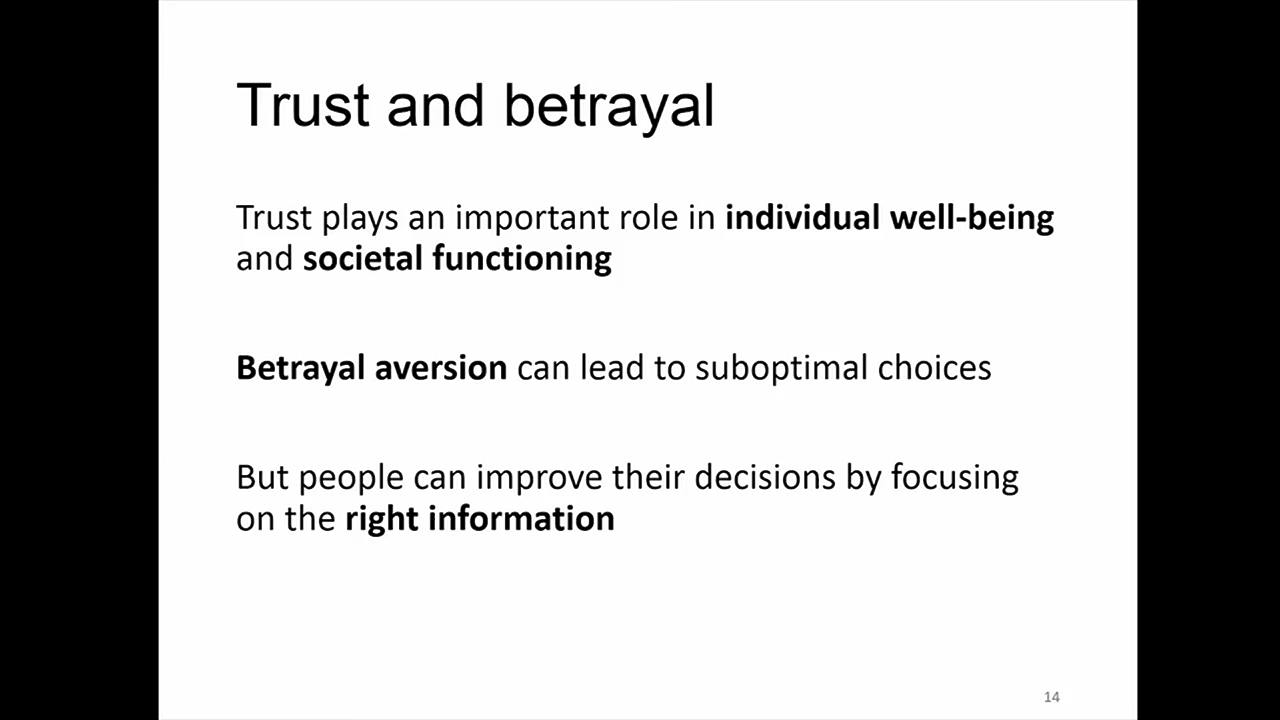 Trust and betrayal
Trust plays an important role in individual well-being
and societal functioning
Betrayal aversion can lead to suboptimal choices
But people can improve their decisions by focusing
on the right information
14